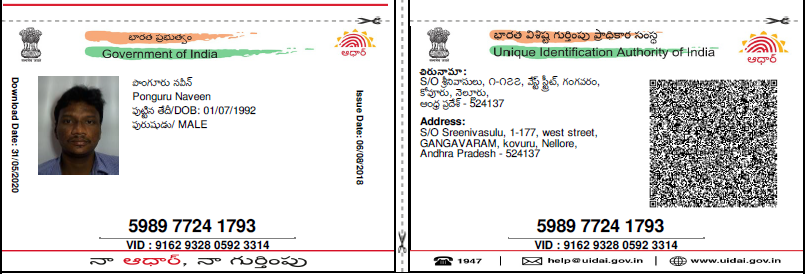 భారత ప్రభుత్వం
Government of India
ఆధార్
Download Date: 31/05/2020
పొంగూరు నవీన్
Ponguru Naveen
పుట్టిన తేదీ/DOB: 01/07/1992
పురుషుడు/ MALE
Issue Date: 06/08/2018
5989 7724 1793
VID : 9162 9328 0592 3314
నా ఆధార్, నా గుర్తింపు
భారత విశిష్ట గుర్తింపు ప్రాధికార సంస్థ
Unique Identification Authority of India
ఆధార్
చిరునామా:
S/O శ్రీనివాసులు, ౧-౧౭౭, వేస్ట్ స్ట్రీట్, గంగవరం,
కోవూరు, నెల్లూరు,
ఆంధ్ర ప్రదేశ్ - 524137
Address:
S/O Sreenivasulu, 1-177, west street,
GANGAVARAM, kovuru, Nellore,
Andhra Pradesh - 524137
5989 7724 1793
VID : 9162 9328 0592 3314
1947
help@uidai.gov.in
www.uidai.gov.in